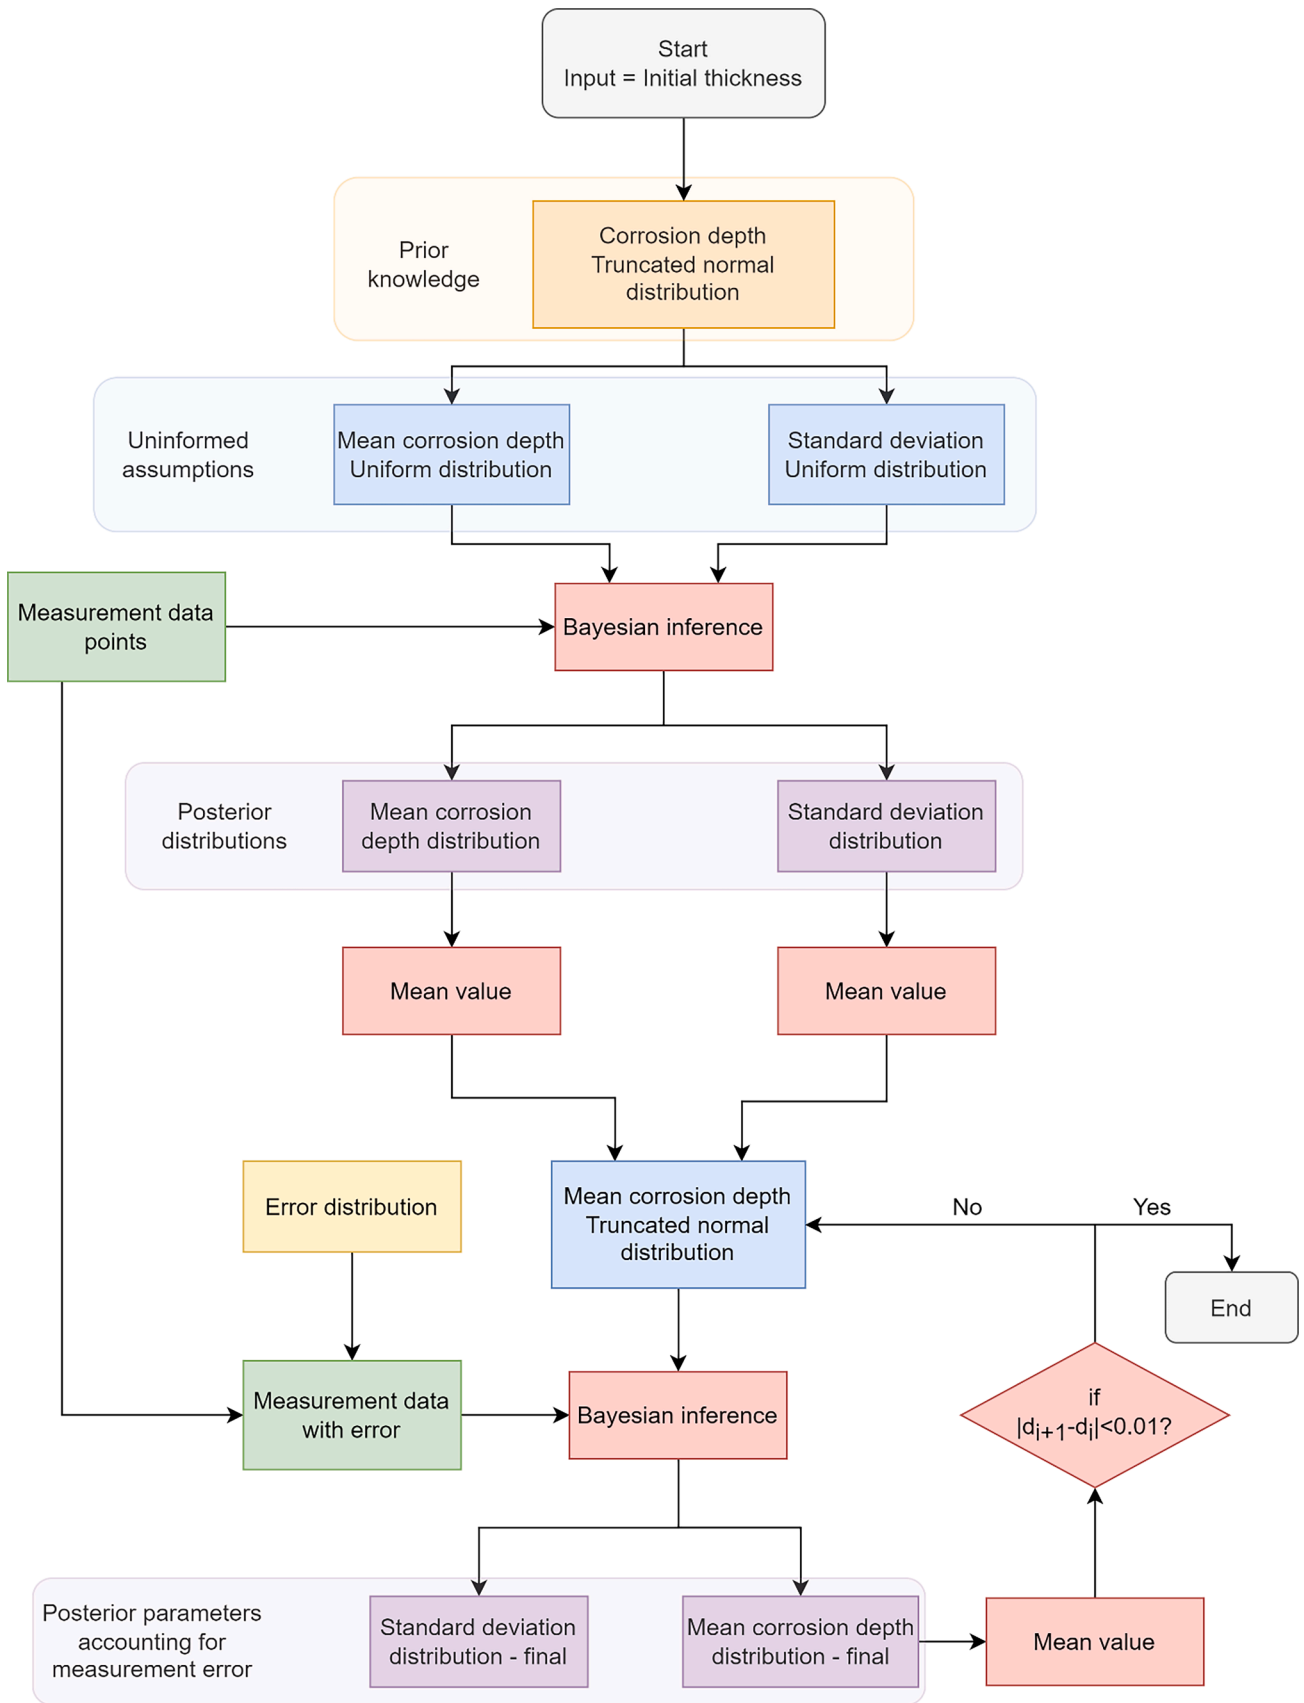 Start
Input = Initial thickness
Prior
knowledge
Corrosion depth
Truncated normal
distribution
Uninformed
assumptions
Mean corrosion depth
Uniform distribution
Standard deviation
Uniform distribution
Measurement data
points
Bayesian inference
Posterior
distributions
Mean corrosion
depth distribution
Standard deviation
distribution
Mean value
Mean value
Error distribution
Mean corrosion depth
Truncated normal
distribution
No
Yes
End
Measurement data
with error
Bayesian inference
if
|d_{i+1}-d_i|<0.01?
Posterior parameters
accounting for
measurement error
Standard deviation
distribution - final
Mean corrosion depth
distribution - final
Mean value